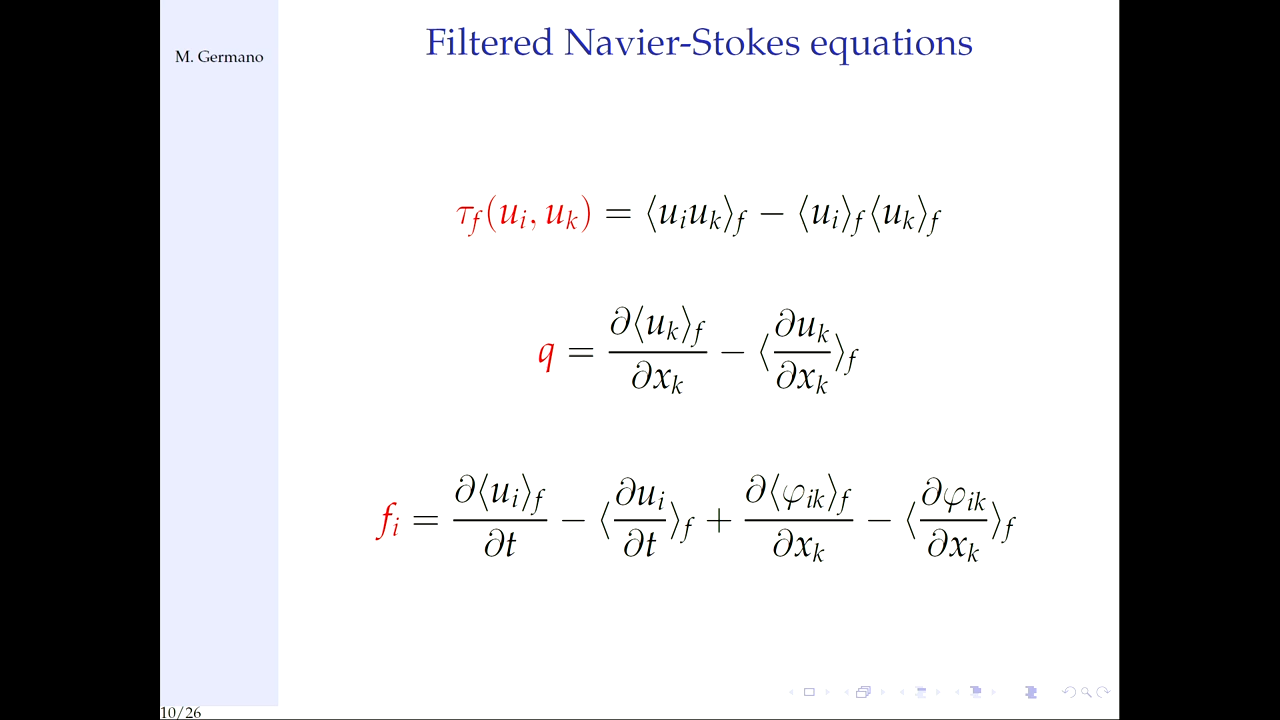 M. Germano
Filtered Navier-Stokes equations
τ_f(u_i, u_k) = ⟨u_i u_k⟩_f − ⟨u_i⟩_f⟨u_k⟩_f
q = ∂⟨u_k⟩_f/∂x_k − ⟨∂u_k/∂x_k⟩_f
f_i = ∂⟨u_i⟩_f/∂t − ⟨∂u_i/∂t⟩_f + ∂⟨φ_ik⟩_f/∂x_k − ⟨∂φ_ik/∂x_k⟩_f
10/26